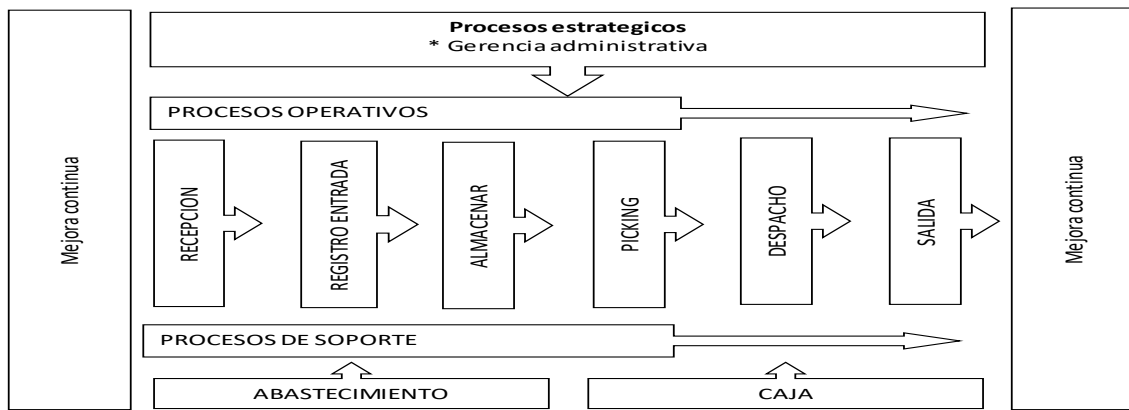 Mejora continua
Procesos estrategicos
* Gerencia administrativa
PROCESOS OPERATIVOS
RECEPCION
REGISTRO ENTRADA
ALMACENAR
PICKING
DESPACHO
SALIDA
PROCESOS DE SOPORTE
ABASTECIMIENTO
CAJA
Mejora continua